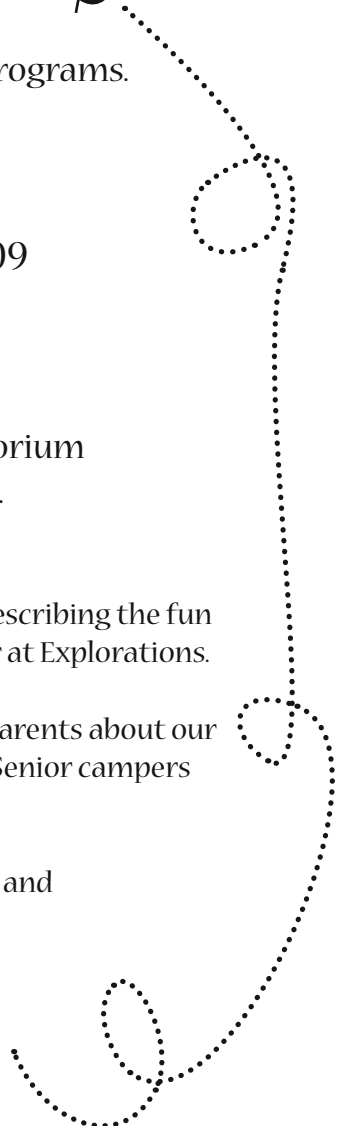 rograms.
09
orium
.
escribing the fun
r at Explorations.
arents about our
Senior campers
and